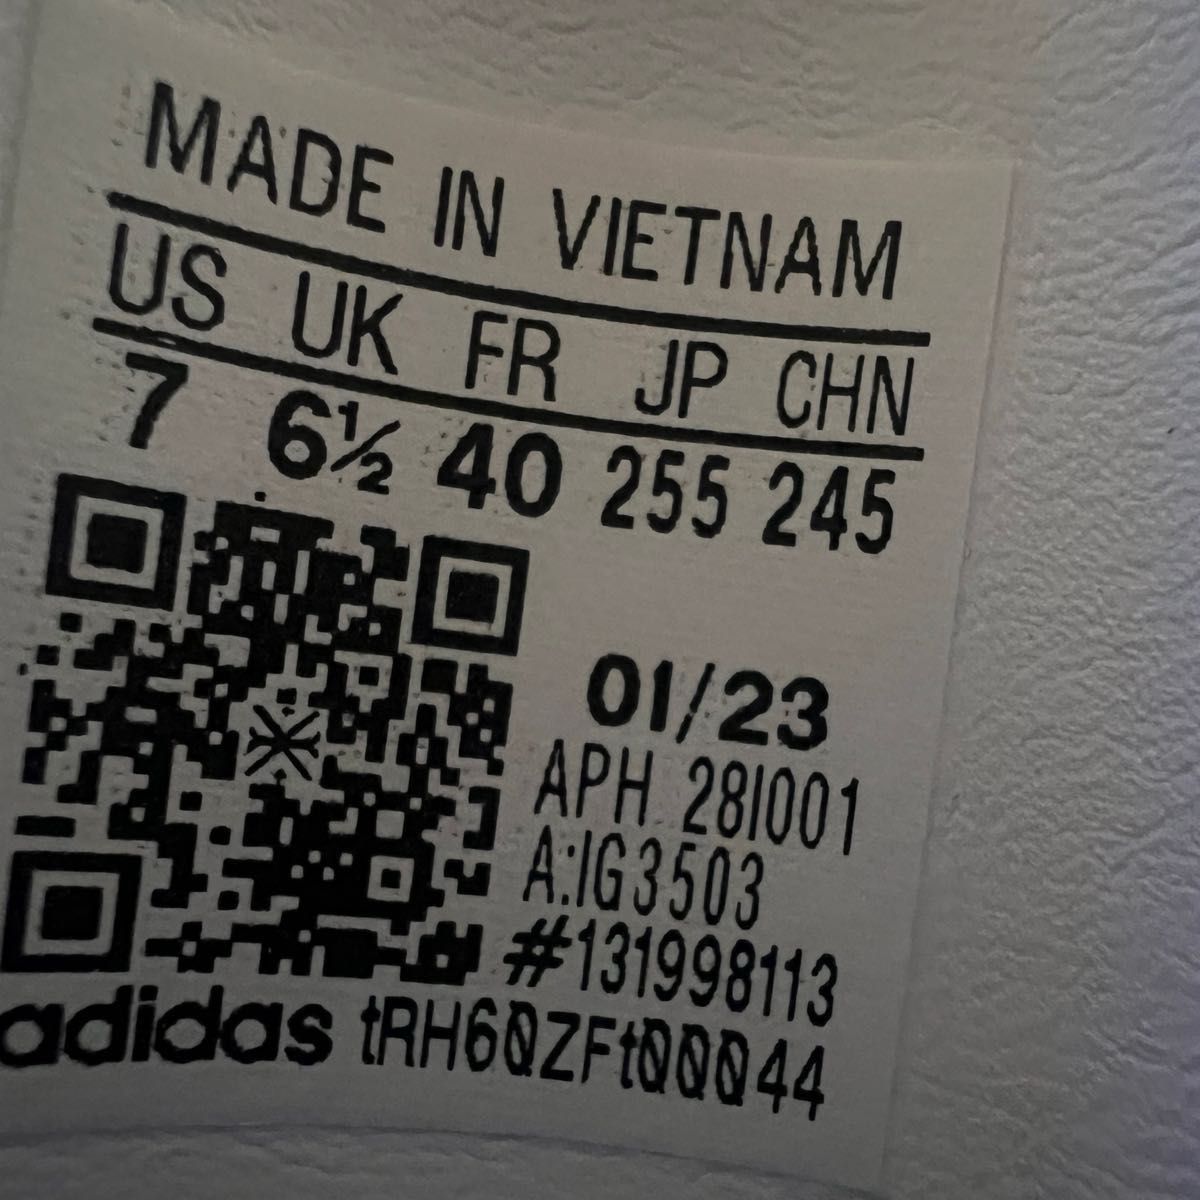 MADE IN VIETNAM
US UK FR JP CHN
7 6½ 40 255 245
01/23
APH 28I001
A:IG3503
#131998113
adidas tRH60ZFt00044